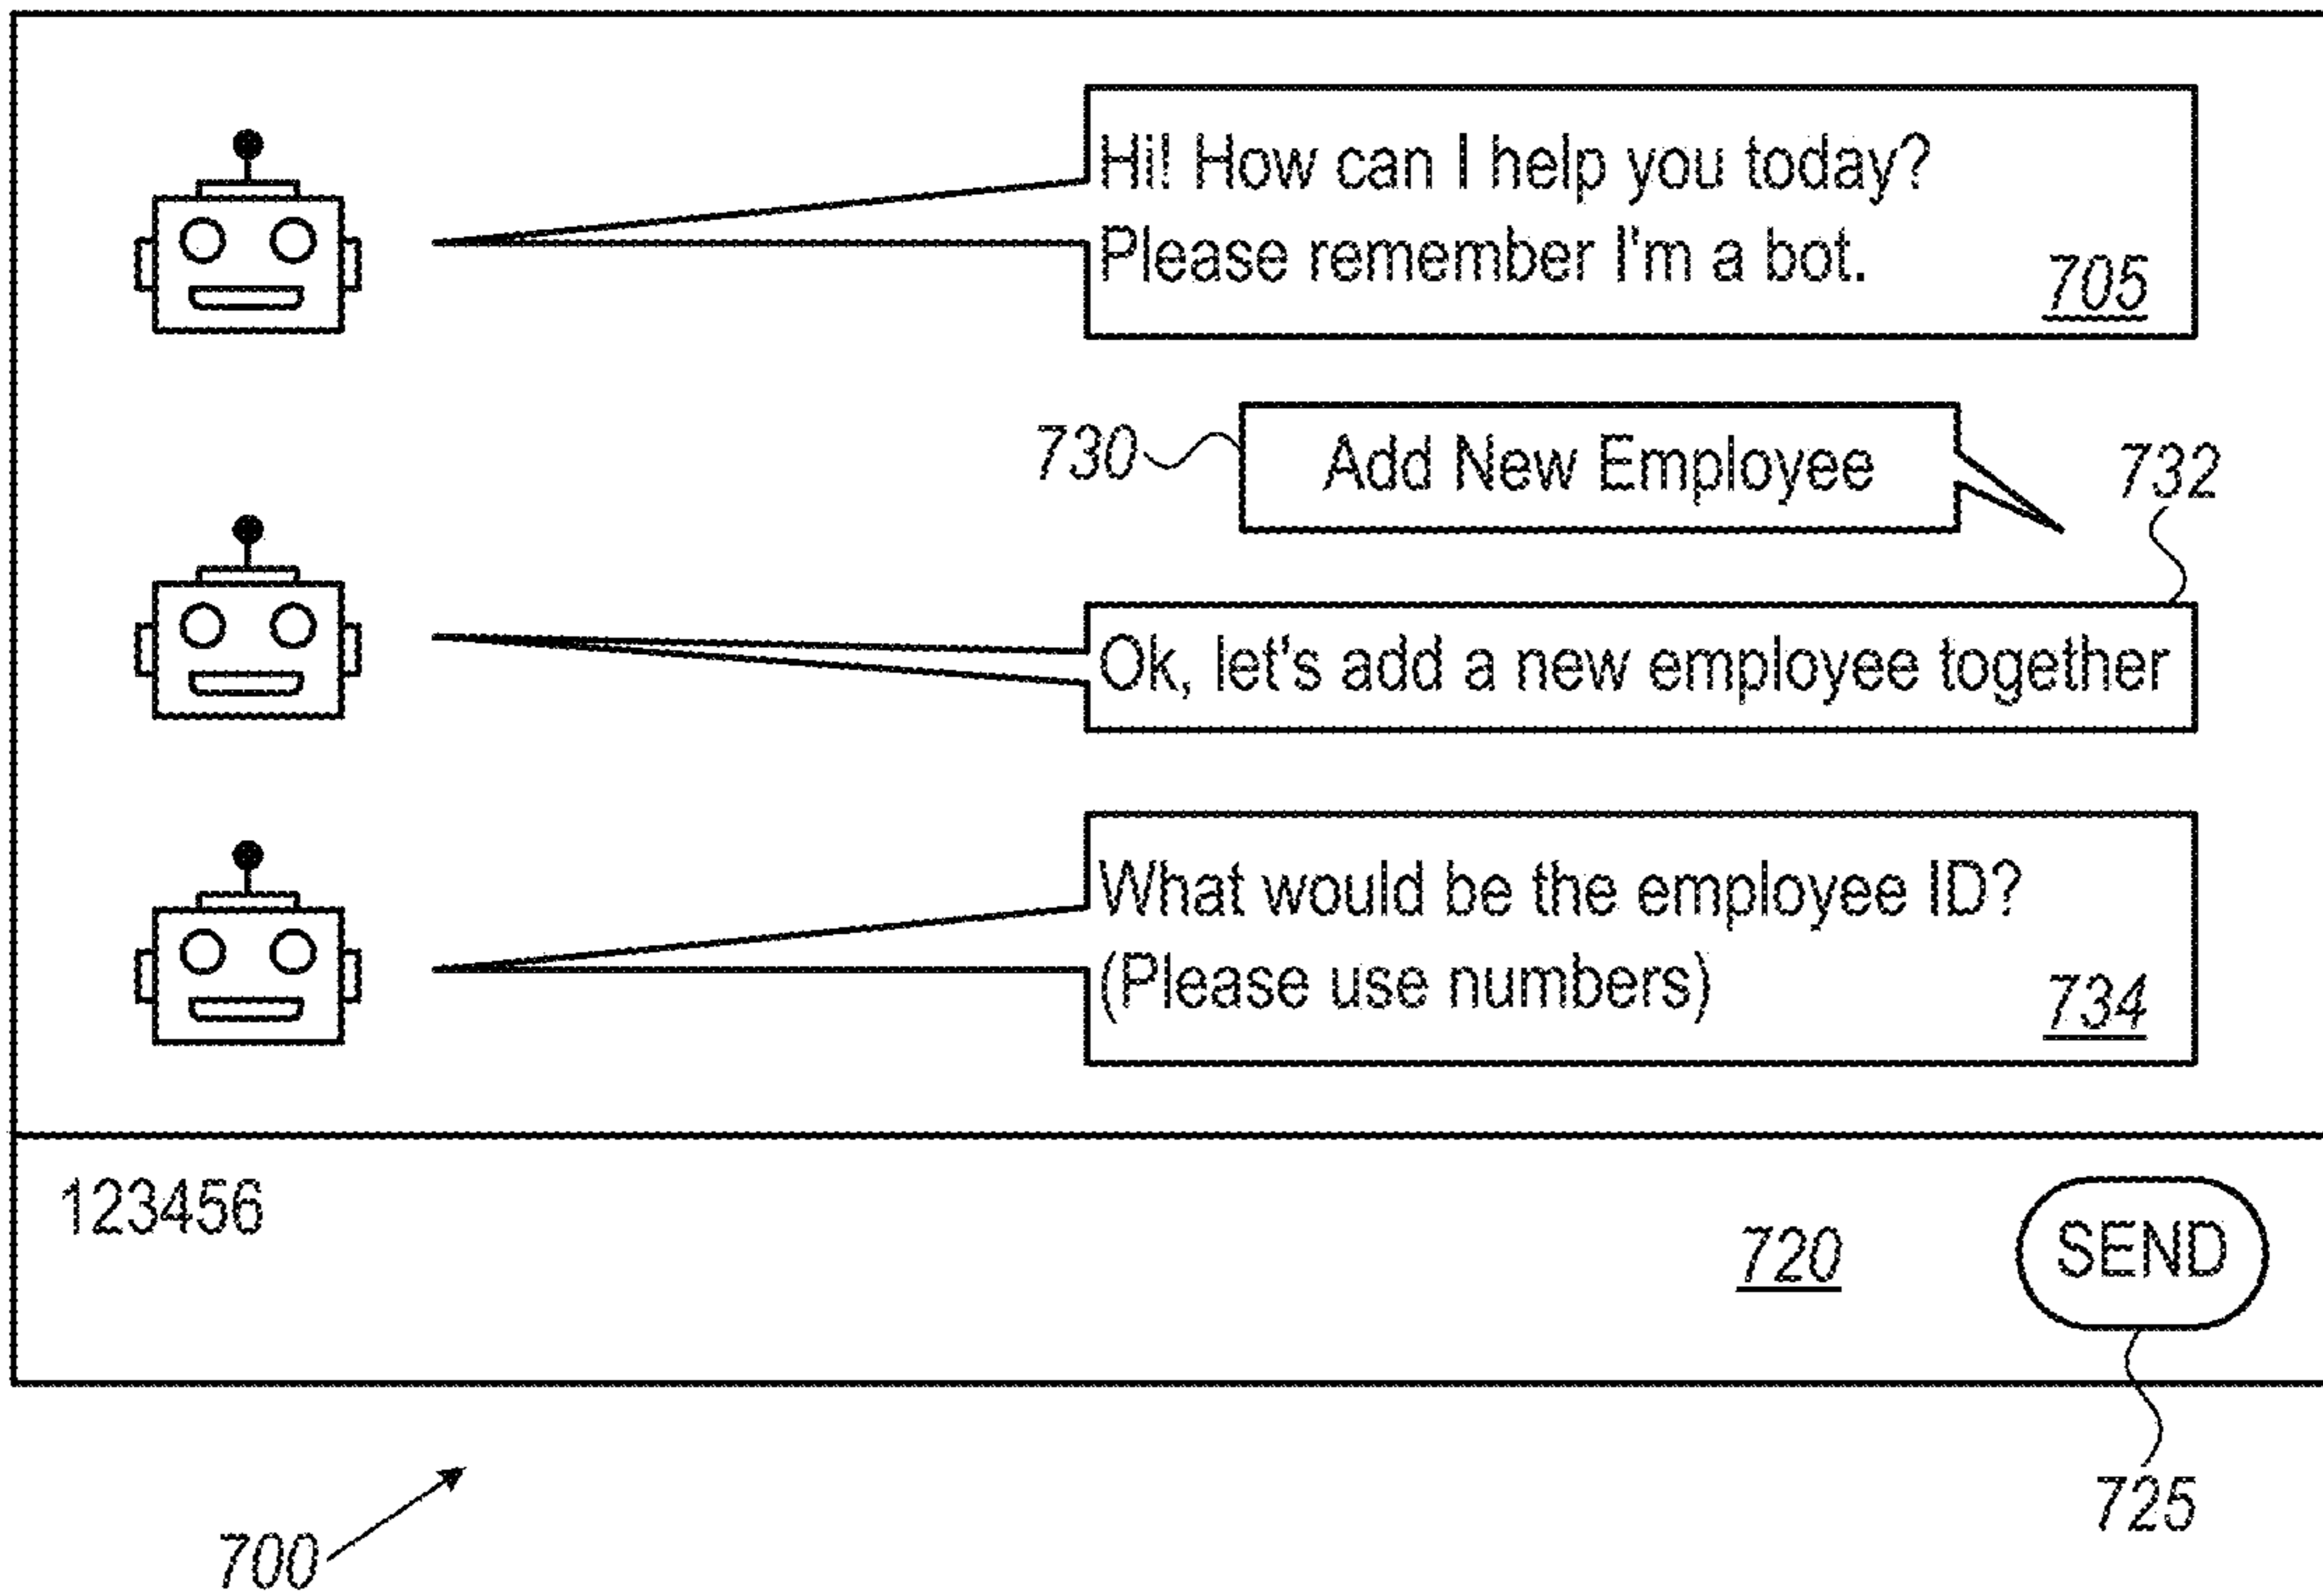 Hi! How can I help you today?
Please remember I'm a bot.
705
730
Add New Employee
732
Ok, let's add a new employee together
What would be the employee ID?
(Please use numbers)
734
123456
720
SEND
725
700